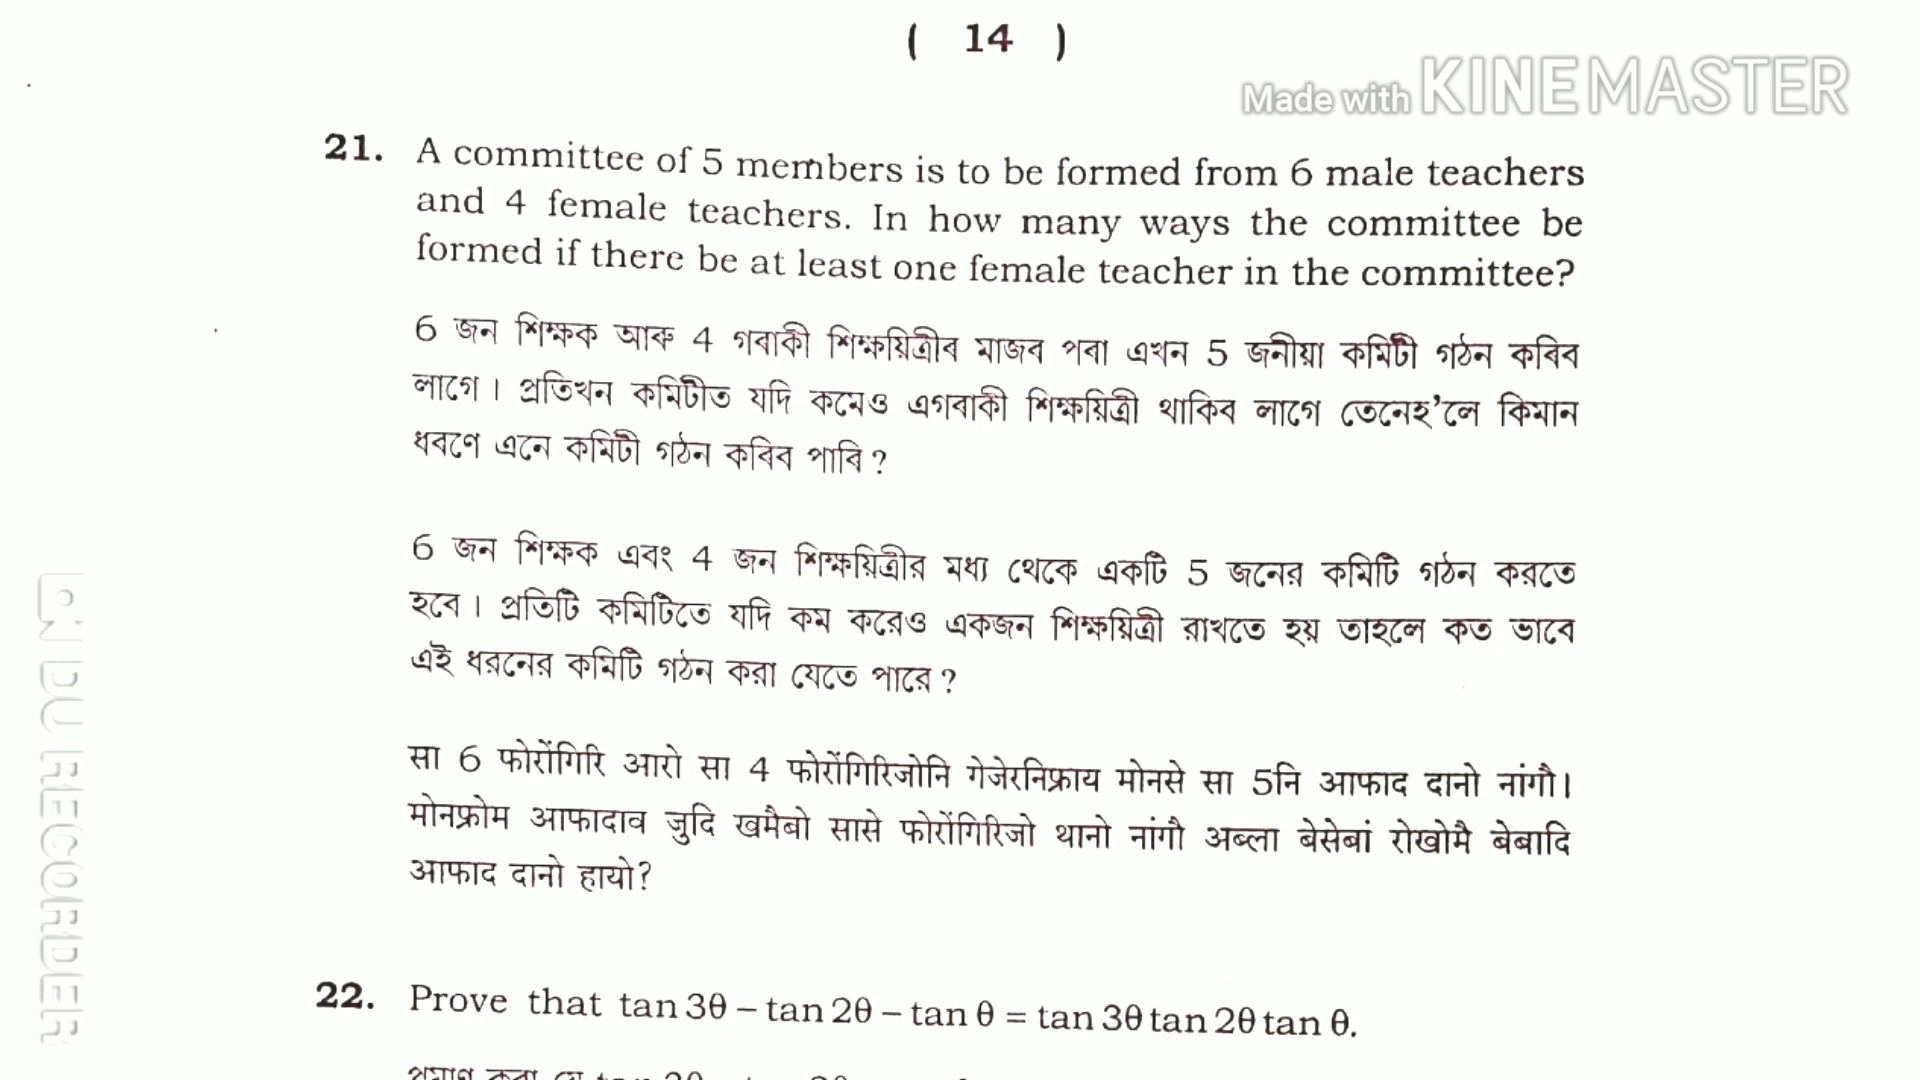 ( 14 )
Made with KINEMASTER
21. A committee of 5 members is to be formed from 6 male teachers
and 4 female teachers. In how many ways the committee be
formed if there be at least one female teacher in the committee?
6 জন শিক্ষক আৰু 4 গৰাকী শিক্ষয়িত্ৰীৰ মাজৰ পৰা এখন 5 জনীয়া কমিটী গঠন কৰিব
লাগে। প্ৰতিখন কমিটীত যদি কমেও এগৰাকী শিক্ষয়িত্ৰী থাকিব লাগে তেনেহ'লে কিমান
ধৰণে এনে কমিটী গঠন কৰিব পাৰি?
6 জন শিক্ষক এবং 4 জন শিক্ষয়িত্রীর মধ্য থেকে একটি 5 জনের কমিটি গঠন করতে
হবে। প্রতিটি কমিটিতে যদি কম করেও একজন শিক্ষয়িত্রী রাখতে হয় তাহলে কত ভাবে
এই ধরনের কমিটি গঠন করা যেতে পারে?
सा 6 फोरोंगिरि आरो सा 4 फोरोंगिरिजोनि गेजेरनिफ्राय मोनसे सा 5नि आफाद दानो नांगौ।
मोनफ्रोम आफादाव जुदि खमैबो सासे फोरोंगिरिजो थानो नांगौ अब्ला बेसेबां रोखोमै बेबादि
आफाद दानो हायो?
22. Prove that tan 3θ – tan 2θ – tan θ = tan 3θ tan 2θ tan θ.
DU RECORDER